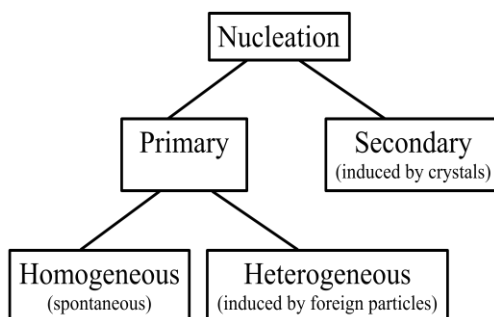 Nucleation
Primary
Secondary
(induced by crystals)
Homogeneous
(spontaneous)
Heterogeneous
(induced by foreign particles)